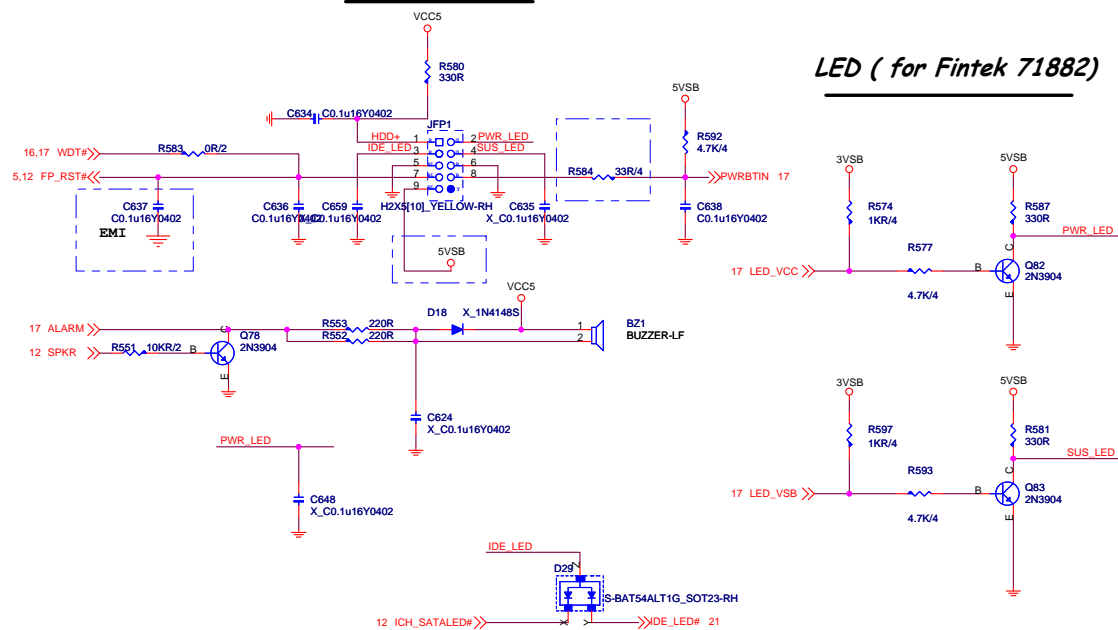 VCC5
R580
330R
LED ( for Fintek 71882)
C634
C0.1u16Y0402
JFP1
HDD+
1
2
PWR_LED
IDE_LED
3
4
SUS_LED
5
6
7
8
9
H2X5[10]_YELLOW-RH
16,17 WDT#
R583
0R/2
5,12 FP_RST#
C637
C0.1u16Y0402
EMI
C636
C0.1u16Y0402
C659
C0.1u16Y0402
C635
X_C0.1u16Y0402
R584
33R/4
5VSB
R592
4.7K/4
PWRBTIN 17
C638
C0.1u16Y0402
5VSB
3VSB
R574
1KR/4
5VSB
R587
330R
PWR_LED
17 LED_VCC
R577
4.7K/4
B
C
E
Q82
2N3904
VCC5
17 ALARM
12 SPKR
R551
10KR/2
B
C
E
Q78
2N3904
R553
220R
R552
220R
D18
X_1N4148S
1
2
BZ1
BUZZER-LF
C624
X_C0.1u16Y0402
PWR_LED
C648
X_C0.1u16Y0402
3VSB
R597
1KR/4
5VSB
R581
330R
SUS_LED
17 LED_VSB
R593
4.7K/4
B
C
E
Q83
2N3904
IDE_LED
D29
Z
S-BAT54ALT1G_SOT23-RH
X
Y
12 ICH_SATALED#
IDE_LED# 21